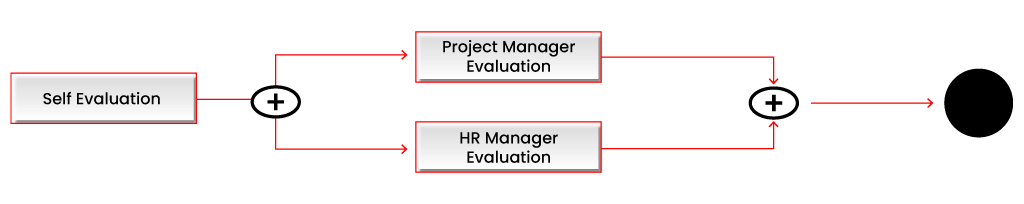 Self Evaluation
Project Manager
Evaluation
HR Manager
Evaluation